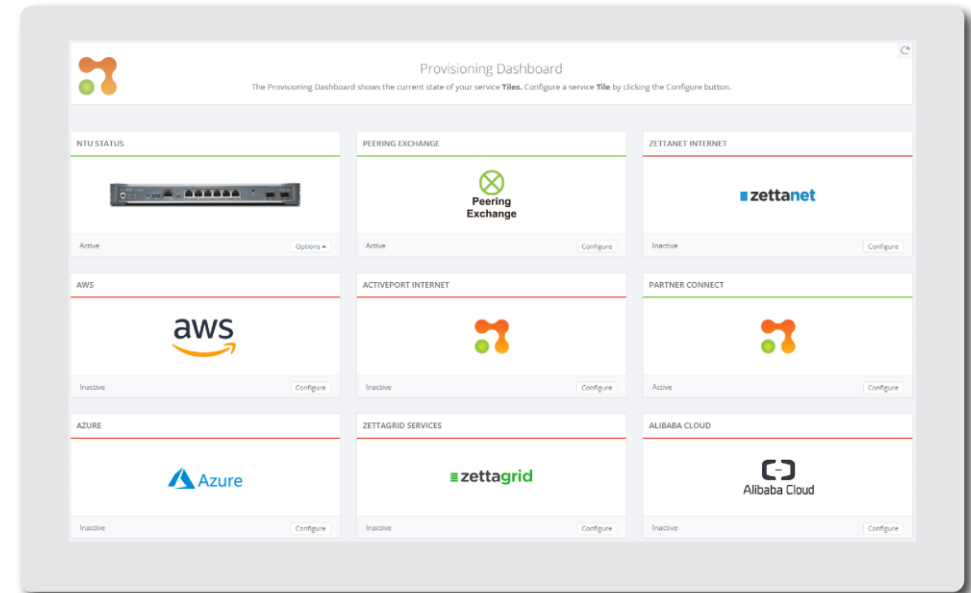 Provisioning Dashboard
The Provisioning Dashboard shows the current state of your service Tiles. Configure a service Tile by clicking the Configure button.
NTU STATUS
Active
Options
PEERING EXCHANGE
Peering
Exchange
Active
Configure
ZETTANET INTERNET
zettanet
Inactive
Configure
AWS
aws
Inactive
Configure
ACTIVEPORT INTERNET
Inactive
Configure
PARTNER CONNECT
Active
Configure
AZURE
Azure
Inactive
Configure
ZETTAGRID SERVICES
zettagrid
Inactive
Configure
ALIBABA CLOUD
Alibaba Cloud
Inactive
Configure